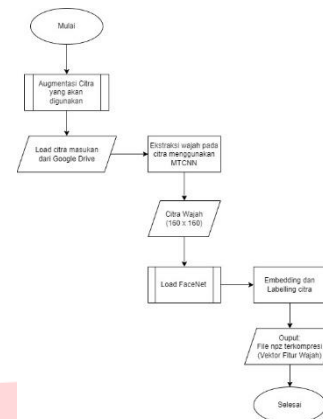 Mulai
Augmentasi Citra
yang akan
digunakan
Load citra masukan
dari Google Drive
Ekstraksi wajah pada
citra menggunakan
MTCNN
Citra Wajah
(160 x 160)
Load FaceNet
Embedding dan
Labelling citra
Ouput:
File npz terkompresi
(Vektor Fitur Wajah)
Selesai